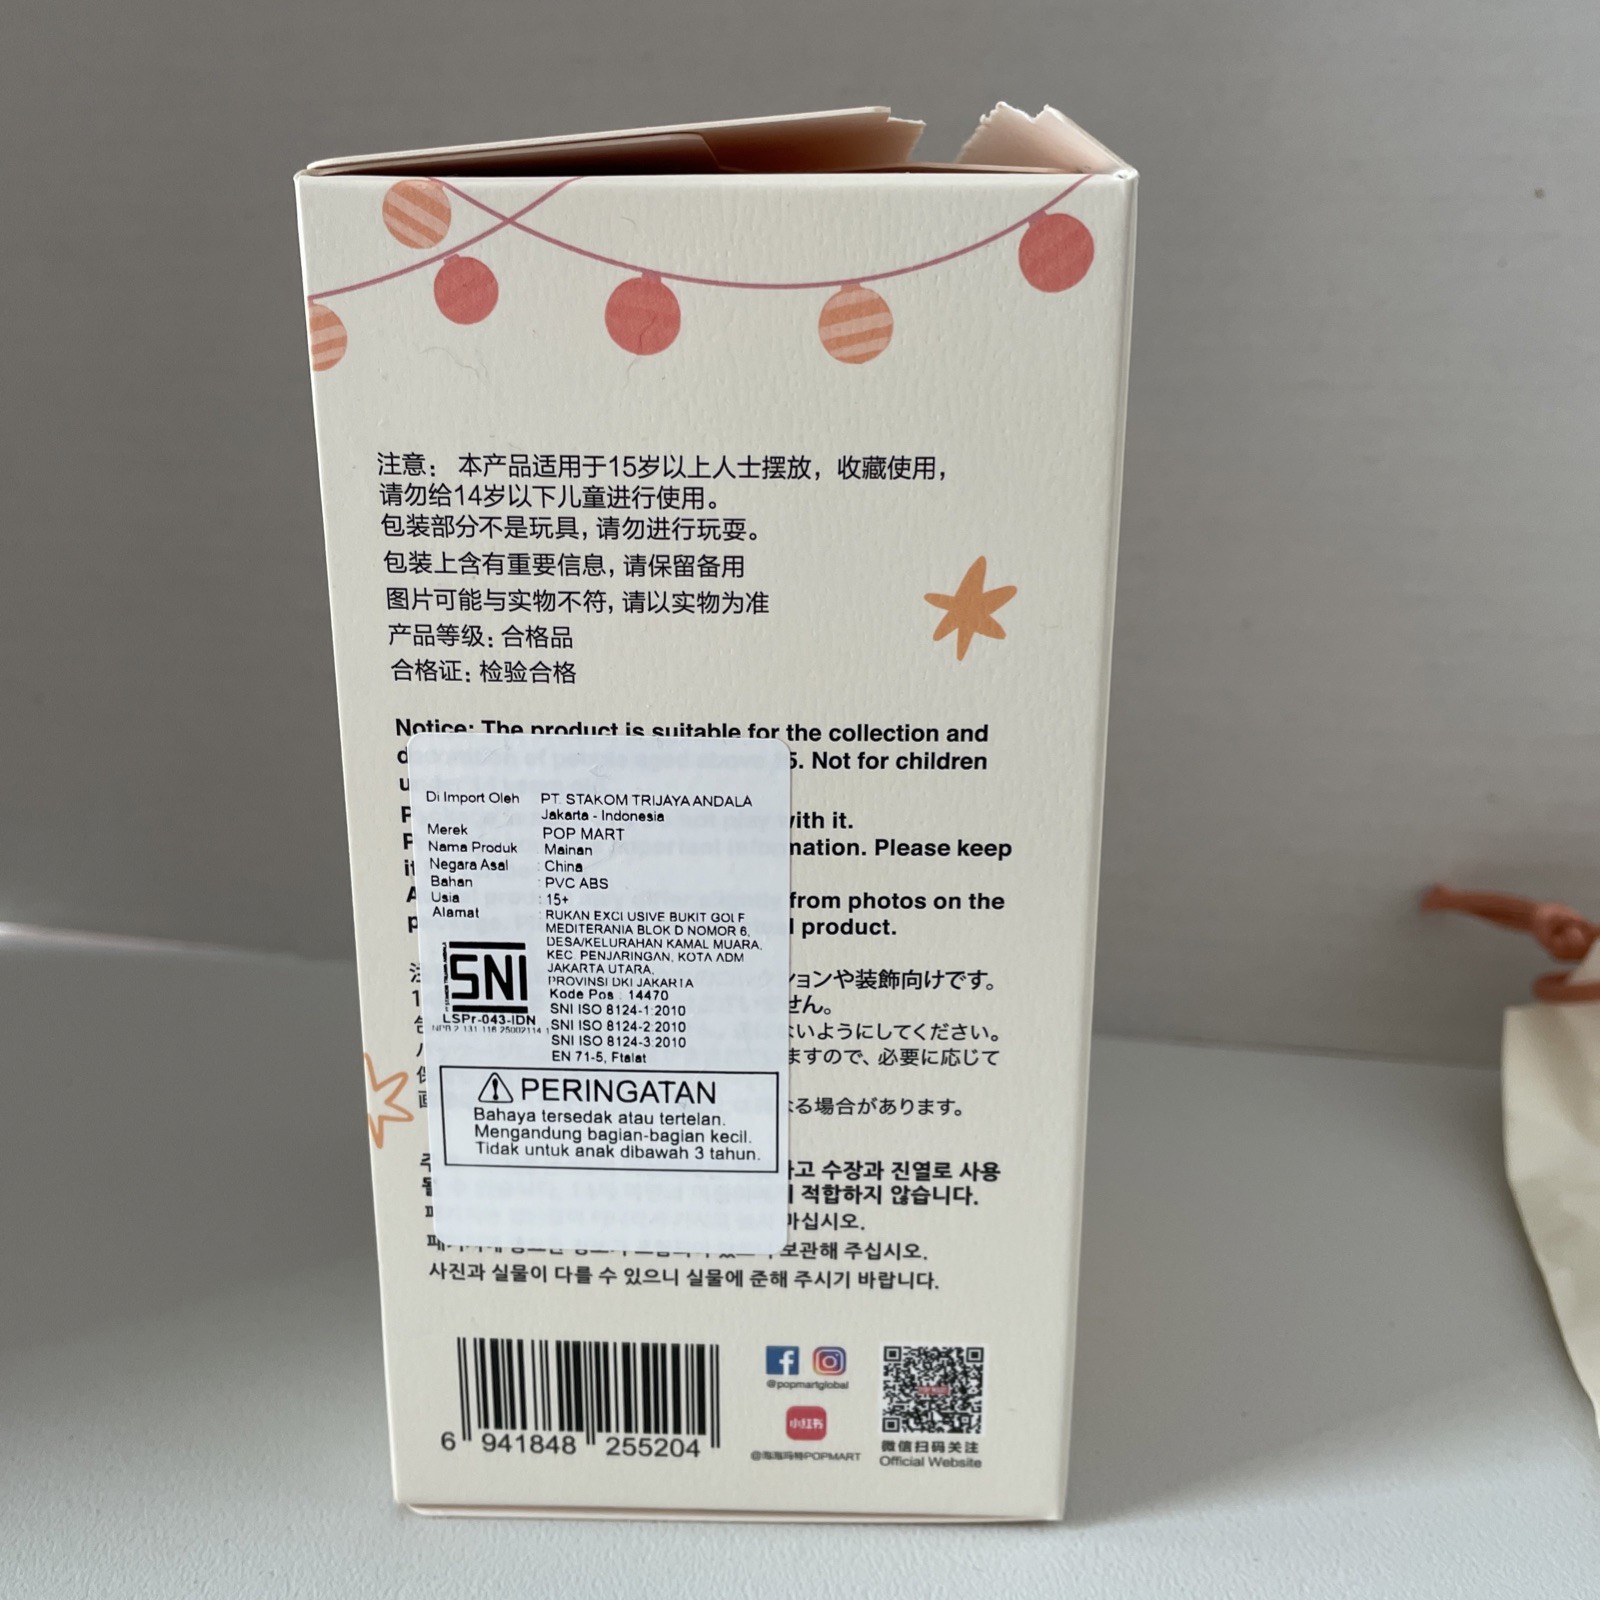 注意： 本产品适用于15岁以上人士摆放，收藏使用，
请勿给14岁以下儿童进行使用。
包装部分不是玩具，请勿进行玩耍。
包装上含有重要信息，请保留备用
图片可能与实物不符，请以实物为准
产品等级：合格品
合格证：检验合格
Notice: The product is suitable for the collection and
5. Not for children
with it.
mation. Please keep
from photos on the
product.
ションや装飾向けです。
せん。
ないようにしてください。
ますので、必要に応じて
なる場合があります。
하고 수장과 진열로 사용
적합하지 않습니다.
마십시오.
보관해 주십시오.
사진과 실물이 다를 수 있으니 실물에 준해 주시기 바랍니다.
Di Import Oleh PT. STAKOM TRIJAYA ANDALA
Jakarta - Indonesia
Merek POP MART
Nama Produk Mainan
Negara Asal : China
Bahan : PVC ABS
Usia : 15+
Alamat RUKAN EXCLUSIVE BUKIT GOLF
MEDITERANIA BLOK D NOMOR 6,
DESA/KELURAHAN KAMAL MUARA,
KEC. PENJARINGAN, KOTA ADM
JAKARTA UTARA,
PROVINSI DKI JAKARTA
Kode Pos : 14470
SNI ISO 8124-1:2010
SNI ISO 8124-2:2010
SNI ISO 8124-3:2010
EN 71-5, Ftalat
SNI
LSPr-043-IDN
⚠ PERINGATAN
Bahaya tersedak atau tertelan.
Mengandung bagian-bagian kecil.
Tidak untuk anak dibawah 3 tahun.
6 941848 255204
@popmartglobal
小红书
@泡泡玛特POPMART
微信扫码关注
Official Website